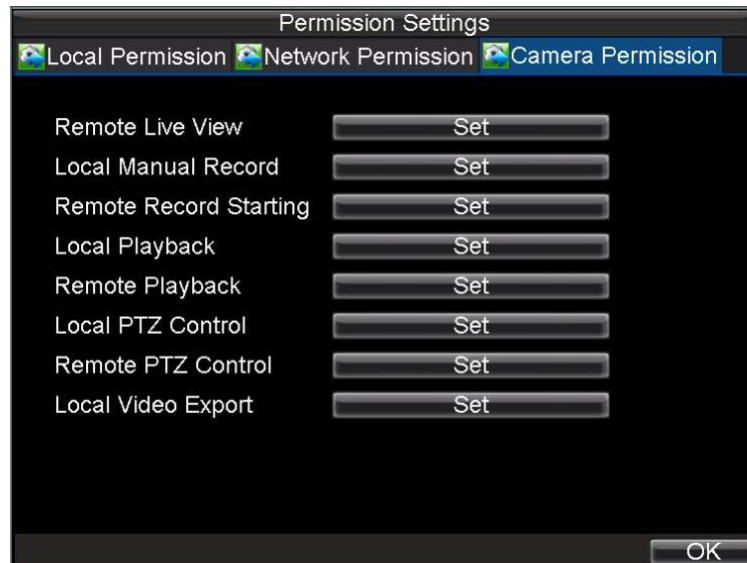 Permission Settings
Local Permission Network Permission Camera Permission
Remote Live View Set
Local Manual Record Set
Remote Record Starting Set
Local Playback Set
Remote Playback Set
Local PTZ Control Set
Remote PTZ Control Set
Local Video Export Set
OK